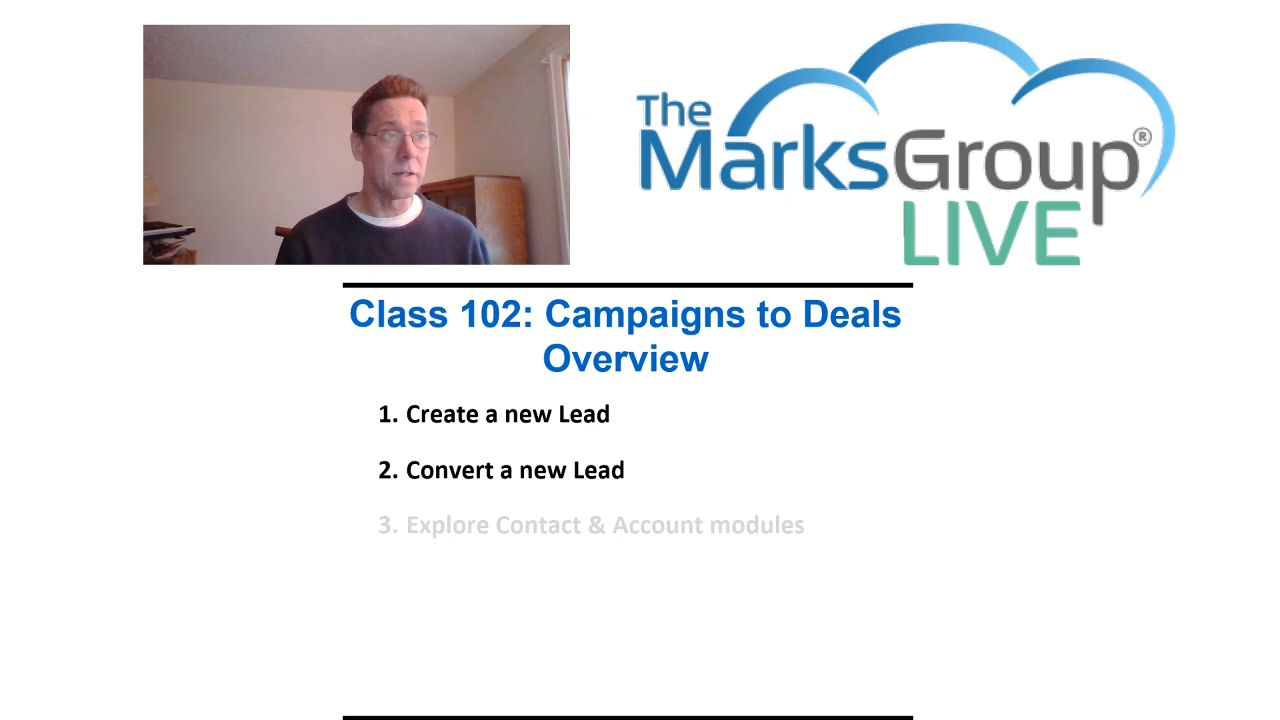 The
MarksGroup®
LIVE
Class 102: Campaigns to Deals
Overview
1. Create a new Lead
2. Convert a new Lead
3. Explore Contact & Account modules